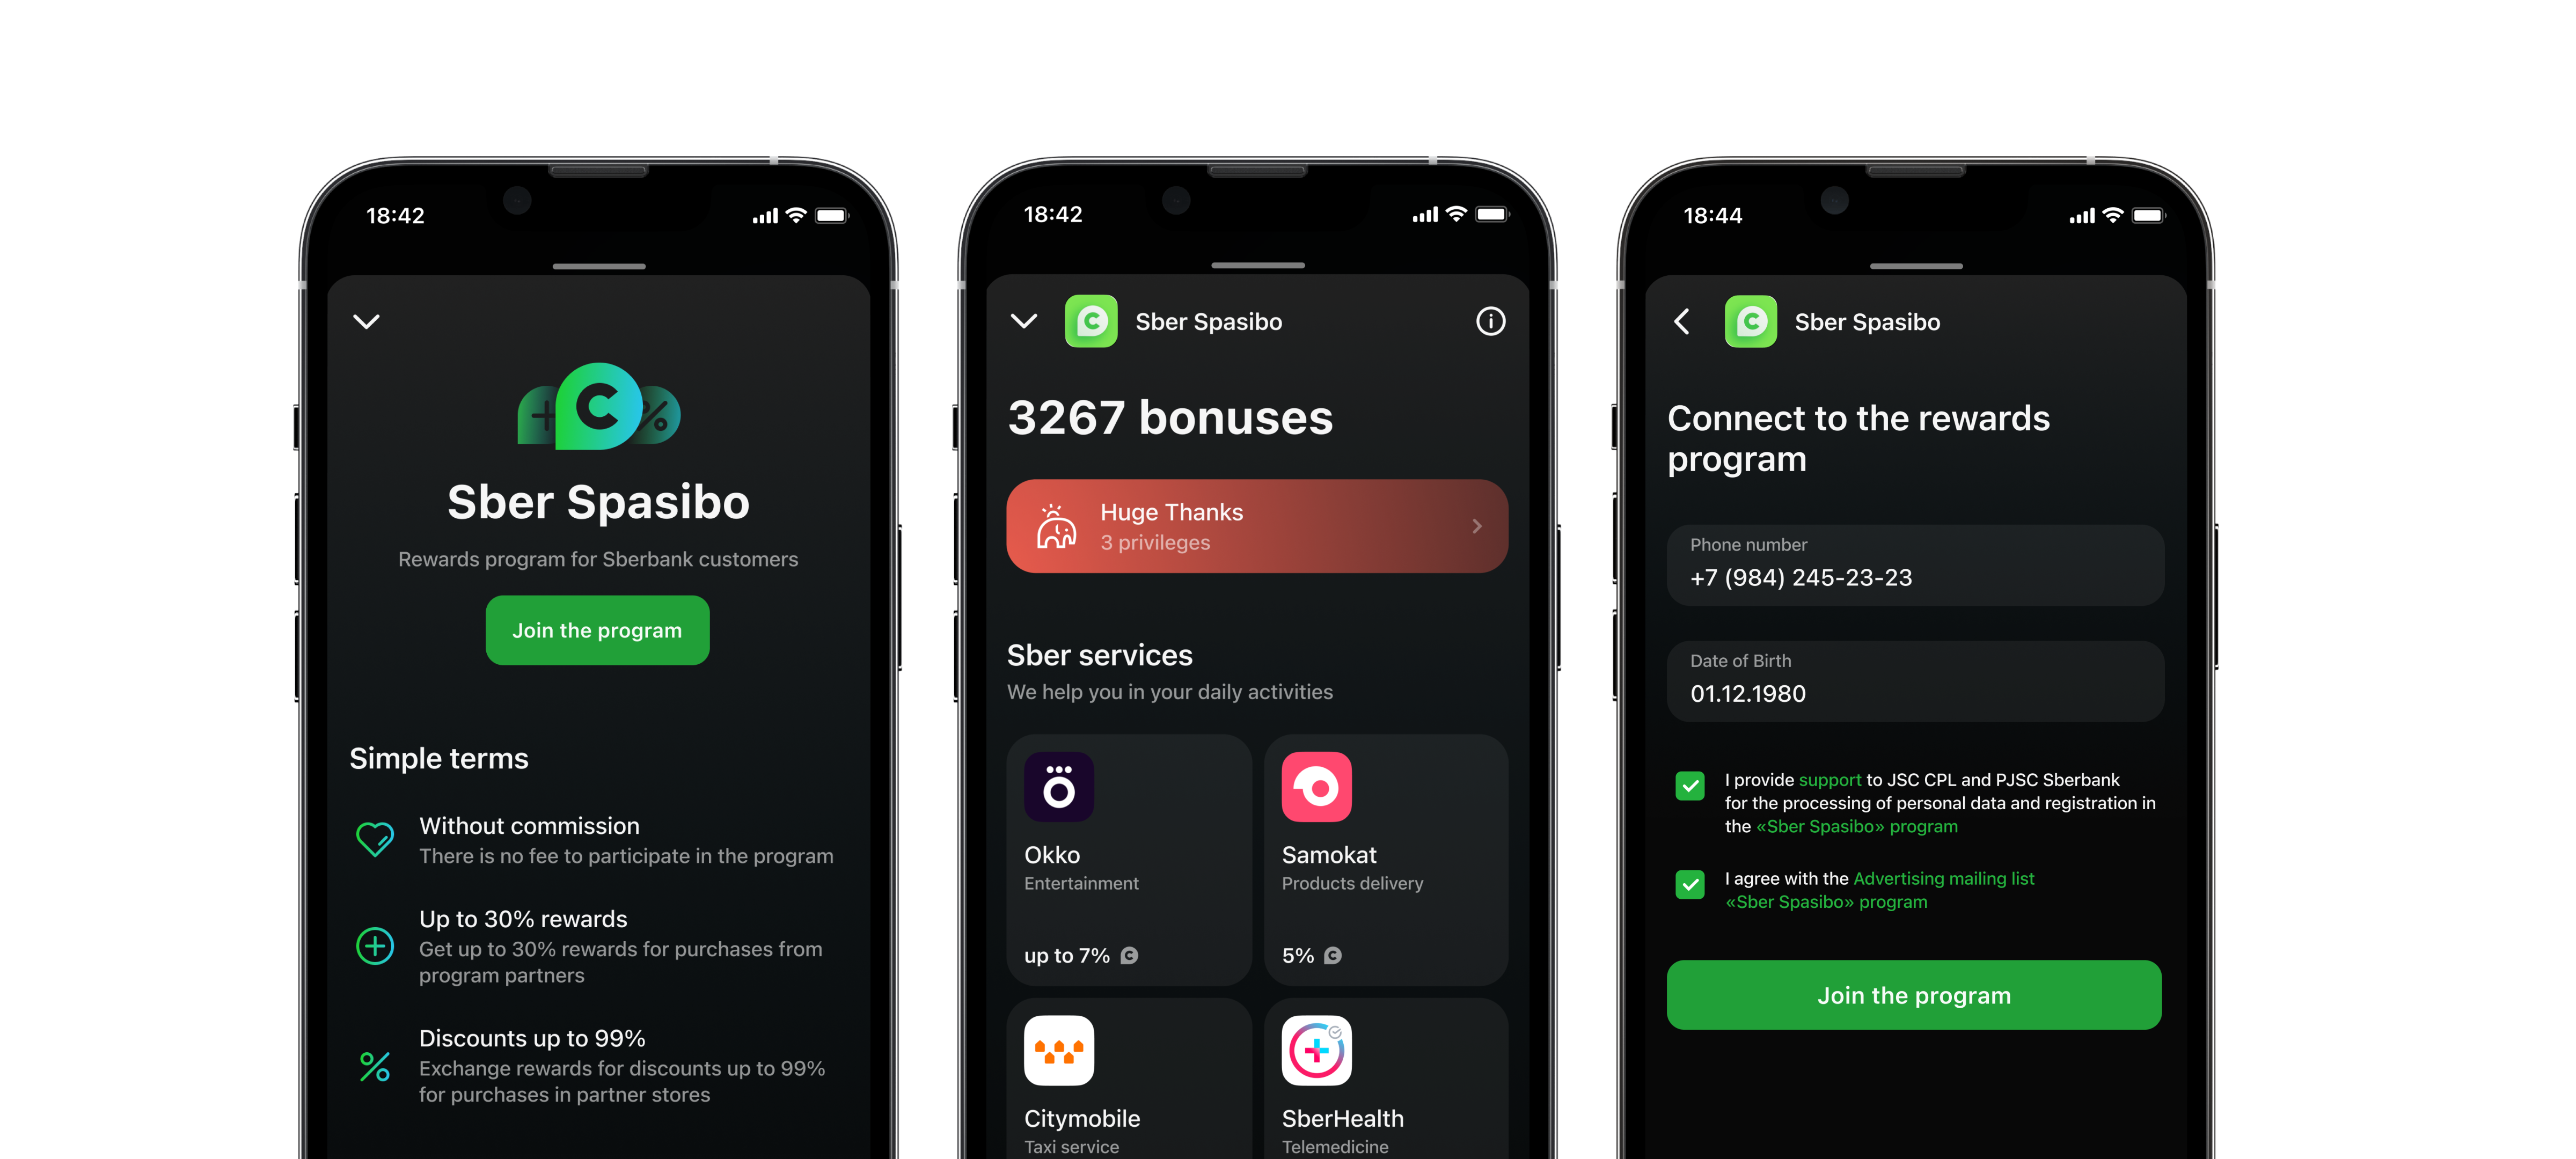 18:42
Sber Spasibo
Rewards program for Sberbank customers
Join the program
Simple terms
Without commission
There is no fee to participate in the program
Up to 30% rewards
Get up to 30% rewards for purchases from
program partners
Discounts up to 99%
Exchange rewards for discounts up to 99%
for purchases in partner stores
18:42
Sber Spasibo
3267 bonuses
Huge Thanks
3 privileges
Sber services
We help you in your daily activities
Okko
Entertainment
up to 7%
Samokat
Products delivery
5%
Citymobile
Taxi service
SberHealth
Telemedicine
18:44
Sber Spasibo
Connect to the rewards
program
Phone number
+7 (984) 245-23-23
Date of Birth
01.12.1980
I provide support to JSC CPL and PJSC Sberbank
for the processing of personal data and registration in
the «Sber Spasibo» program
I agree with the Advertising mailing list
«Sber Spasibo» program
Join the program